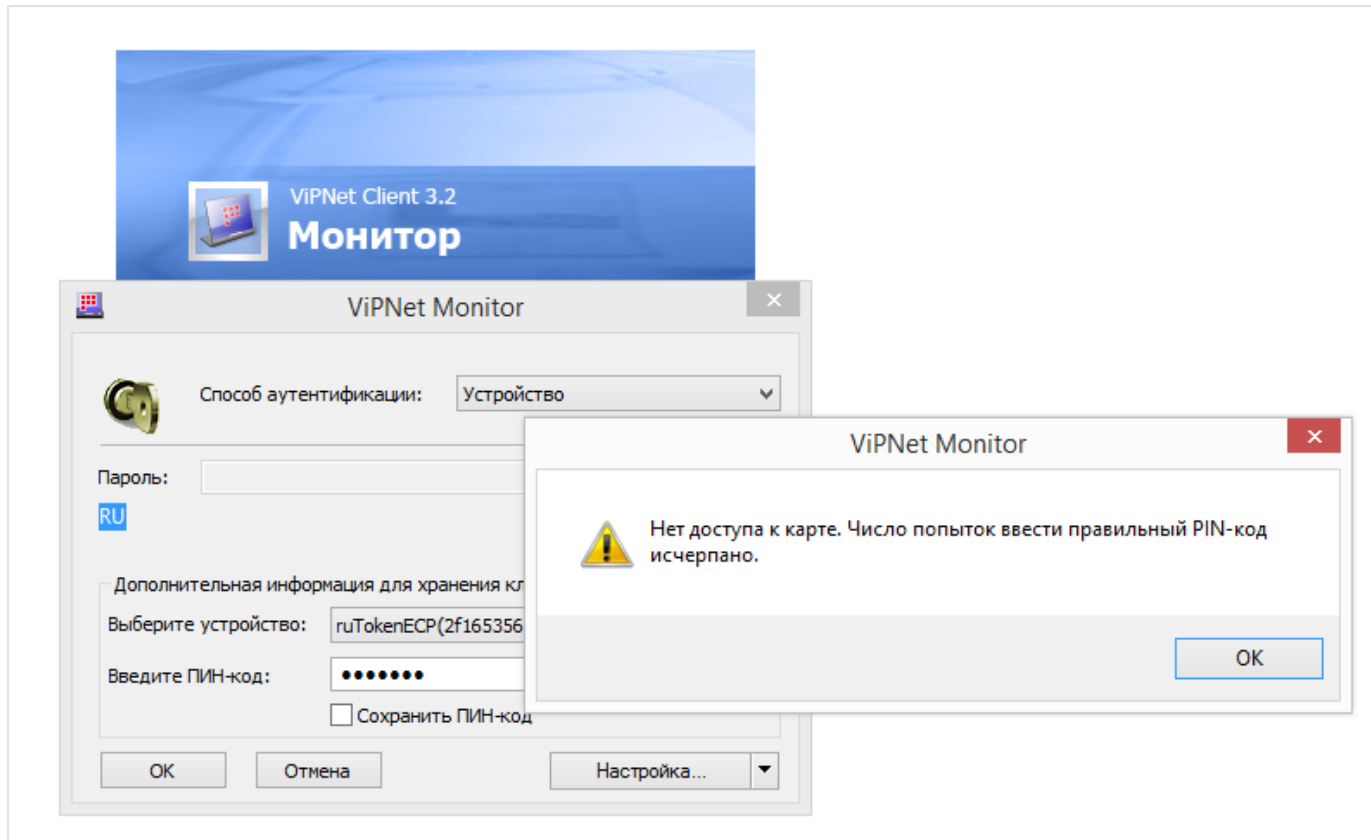 ViPNet Client 3.2
Монитор
ViPNet Monitor
Способ аутентификации:
Устройство
Пароль:
RU
Дополнительная информация для хранения
Выберите устройство:
ruTokenECP(2f165356
Введите ПИН-код:
•••••••
Сохранить ПИН-код
OK
Отмена
Настройка...
ViPNet Monitor
Нет доступа к карте. Число попыток ввести правильный PIN-код
исчерпано.
OK